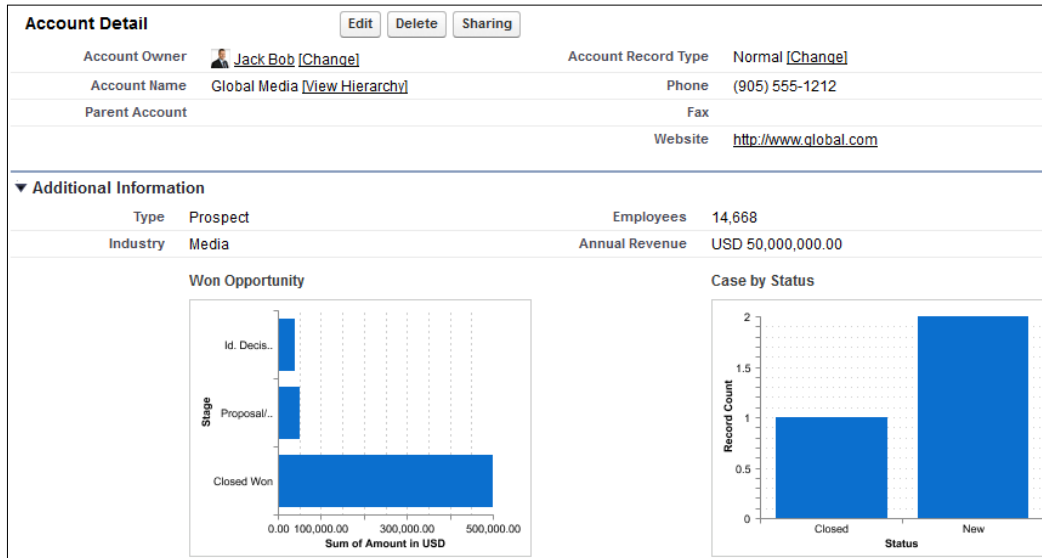 Account Detail Edit Delete Sharing
Account Owner Jack Bob [Change] Account Record Type Normal [Change]
Account Name Global Media [View Hierarchy] Phone (905) 555-1212
Parent Account Fax
Website http://www.global.com
Additional Information
Type Prospect Employees 14,668
Industry Media Annual Revenue USD 50,000,000.00
Won Opportunity
Stage
Id. Decis..
Proposal/..
Closed Won
0.00 100,000.00 300,000.00 500,000.00
Sum of Amount in USD
Case by Status
Record Count
2
1.5
1
0.5
0
Closed New
Status